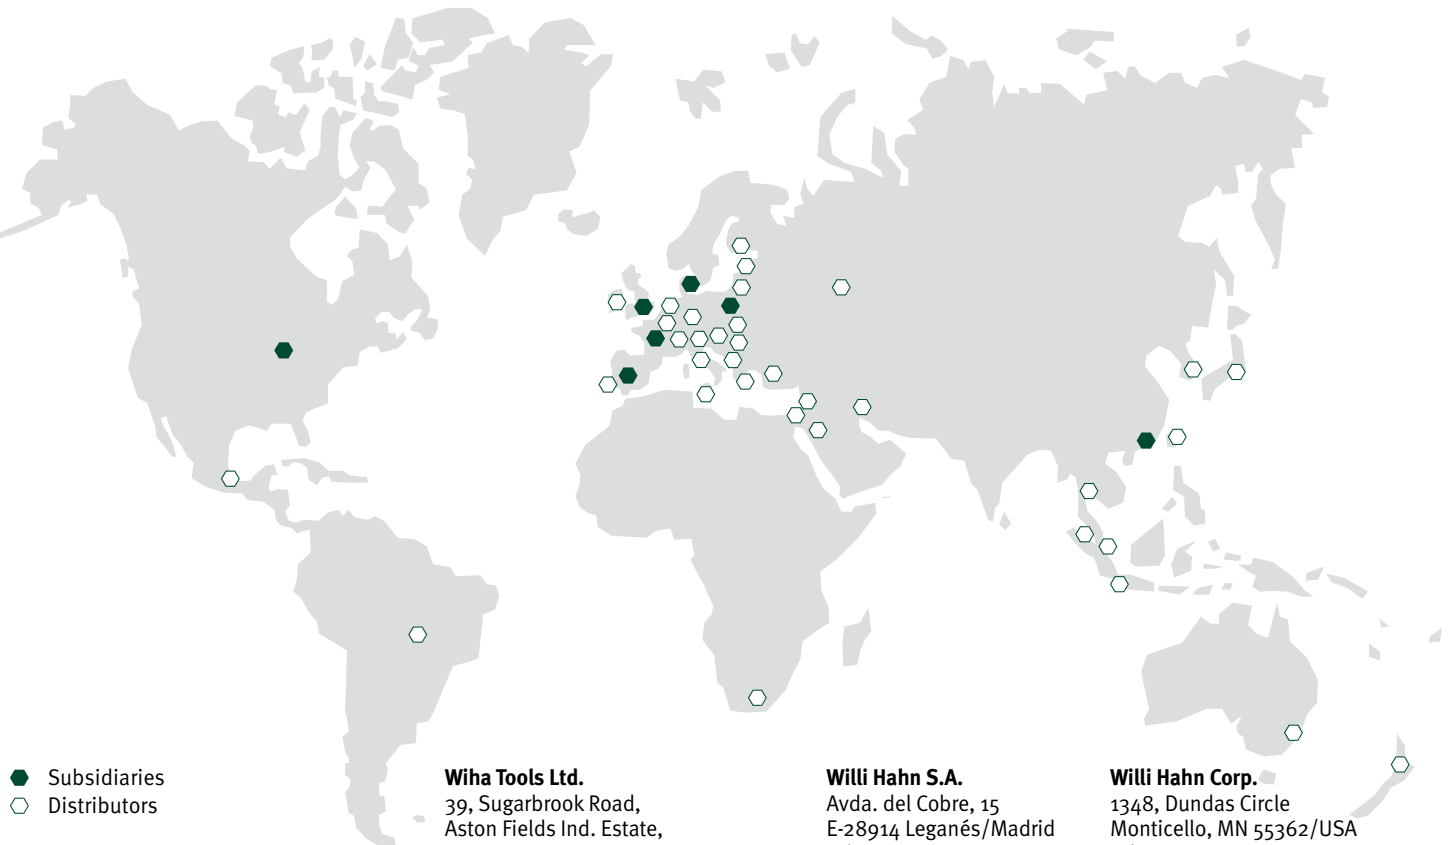 Subsidiaries
Distributors
Wiha Tools Ltd.
39, Sugarbrook Road,
Aston Fields Ind. Estate,
Willi Hahn S.A.
Avda. del Cobre, 15
E-28914 Leganés/Madrid
Willi Hahn Corp.
1348, Dundas Circle
Monticello, MN 55362/USA